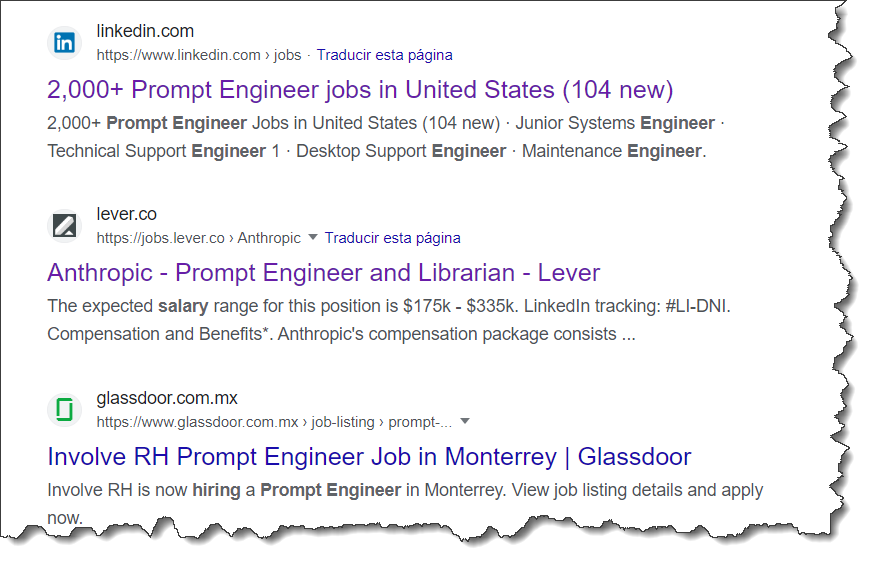 linkedin.com
https://www.linkedin.com › jobs · Traducir esta página
2,000+ Prompt Engineer jobs in United States (104 new)
2,000+ Prompt Engineer Jobs in United States (104 new) · Junior Systems Engineer ·
Technical Support Engineer 1 · Desktop Support Engineer · Maintenance Engineer.
lever.co
https://jobs.lever.co › Anthropic Traducir esta página
Anthropic - Prompt Engineer and Librarian - Lever
The expected salary range for this position is $175k - $335k. LinkedIn tracking: #LI-DNI.
Compensation and Benefits*. Anthropic's compensation package consists ...
glassdoor.com.mx
https://www.glassdoor.com.mx › job-listing › prompt-...
Involve RH Prompt Engineer Job in Monterrey | Glassdoor
Involve RH is now hiring a Prompt Engineer in Monterrey. View job listing details and apply
now.